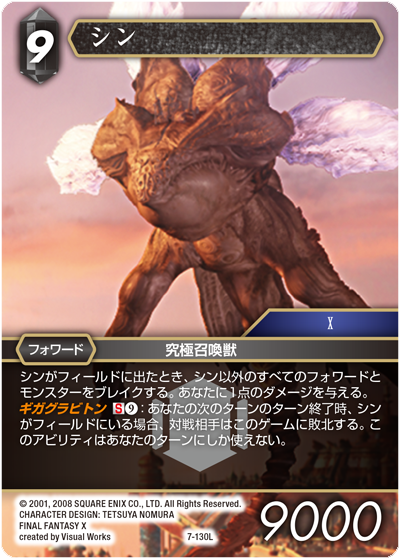 9
シン
X
フォワード
究極召喚獣
シンがフィールドに出たとき、シン以外のすべてのフォワードと
モンスターをブレイクする。あなたに1点のダメージを与える。
ギガグラビトン S 9：あなたの次のターンのターン終了時、シン
がフィールドにいる場合、対戦相手はこのゲームに敗北する。こ
のアビリティはあなたのターンにしか使えない。
© 2001, 2008 SQUARE ENIX CO., LTD. All Rights Reserved.
CHARACTER DESIGN: TETSUYA NOMURA
FINAL FANTASY X
created by Visual Works
7-130L
9000